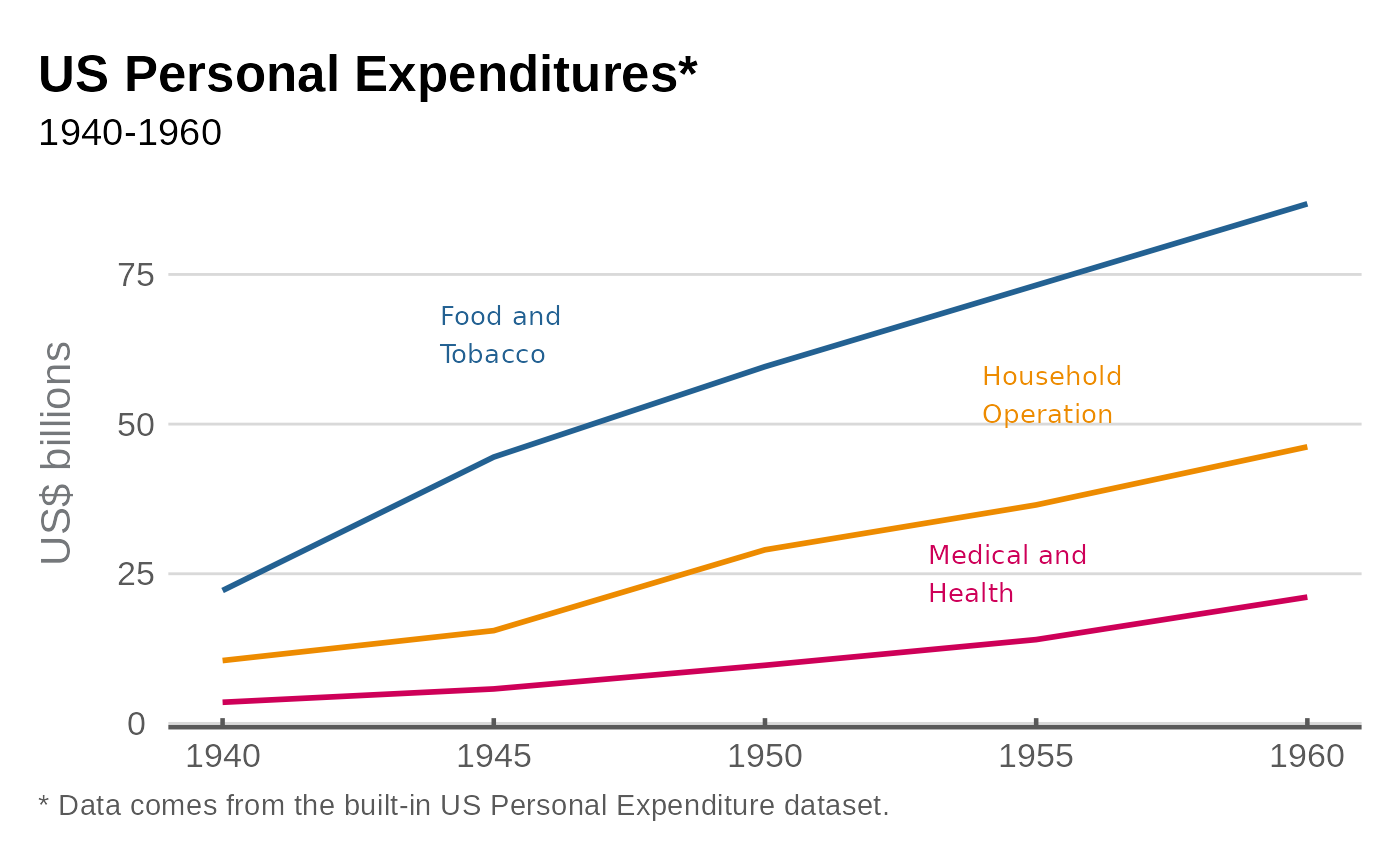 US Personal Expenditures*
1940-1960
US$ billions
75
50
25
0
Food and
Tobacco
Household
Operation
Medical and
Health
1940
1945
1950
1955
1960
* Data comes from the built-in US Personal Expenditure dataset.